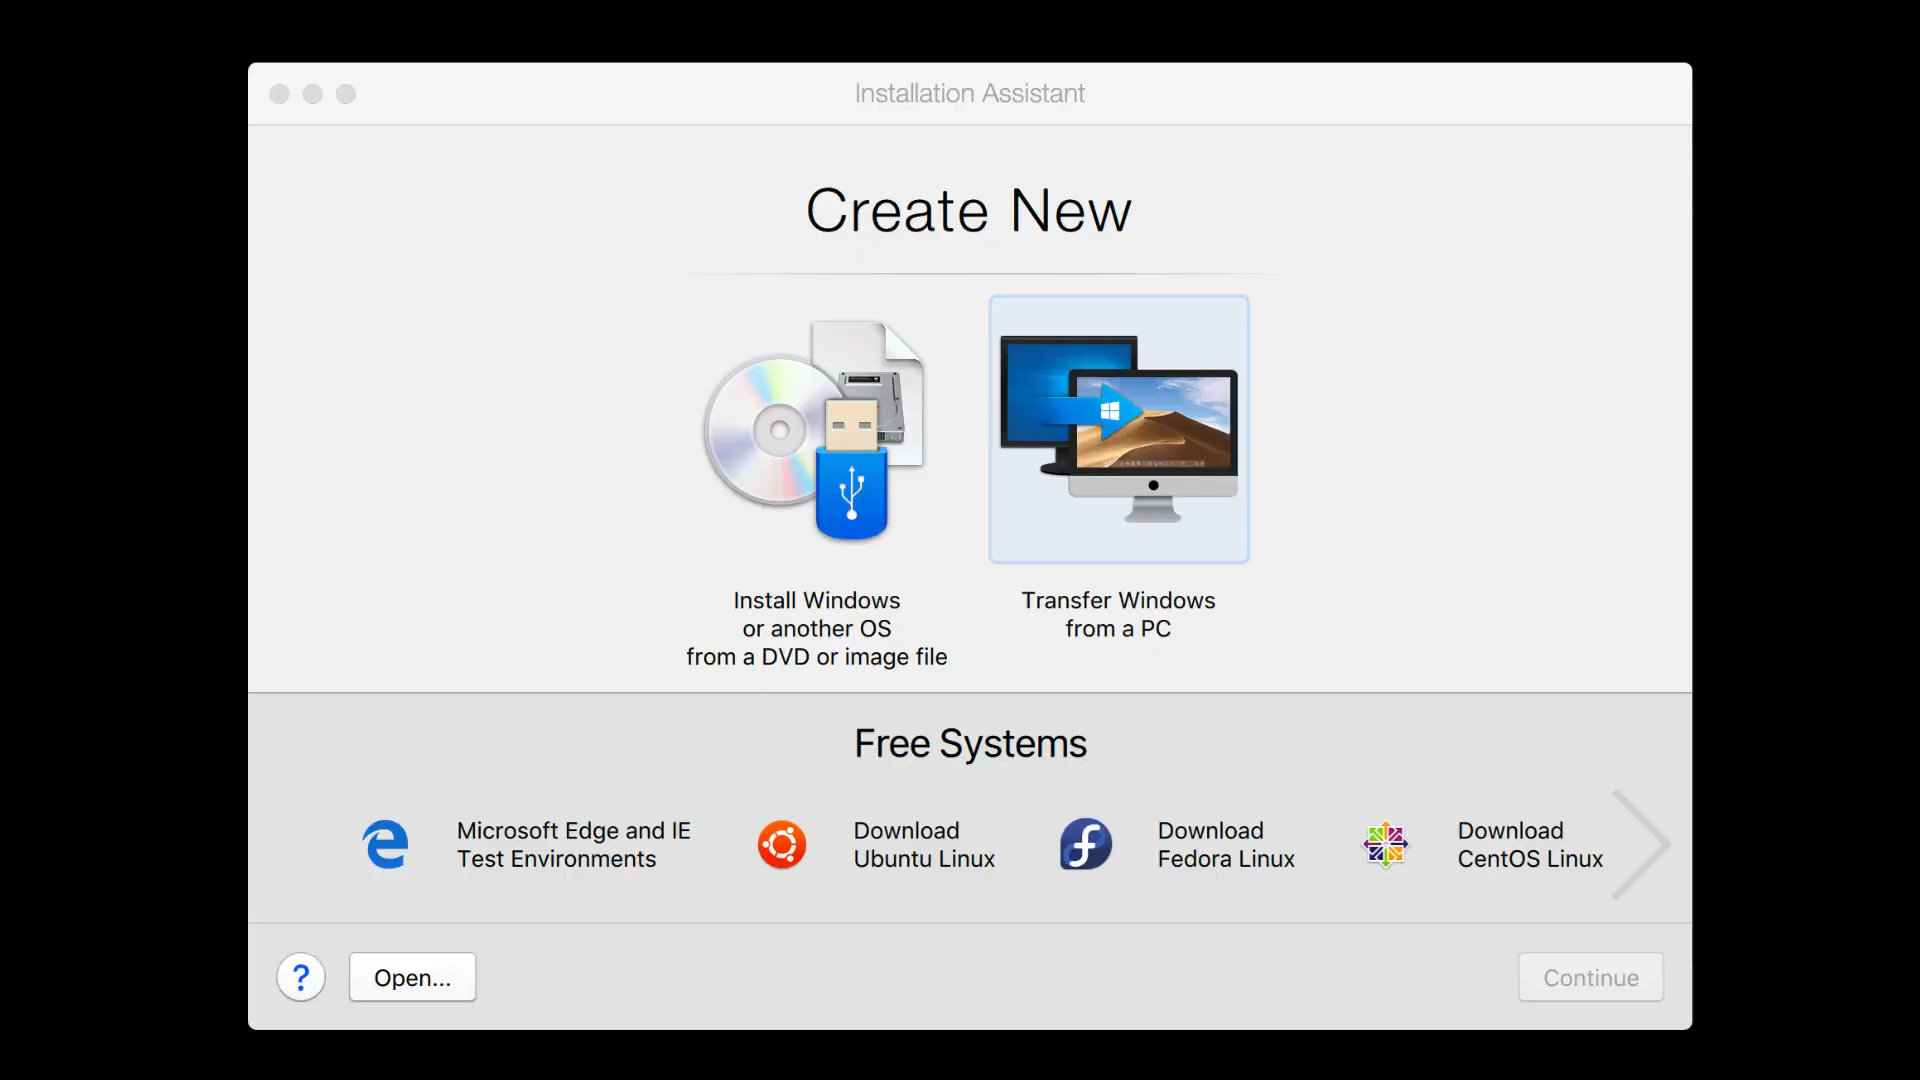 Installation Assistant
Create New
Install Windows
or another OS
from a DVD or image file
Transfer Windows
from a PC
Free Systems
Microsoft Edge and IE
Test Environments
Download
Ubuntu Linux
Download
Fedora Linux
Download
CentOS Linux
?
Open...
Continue